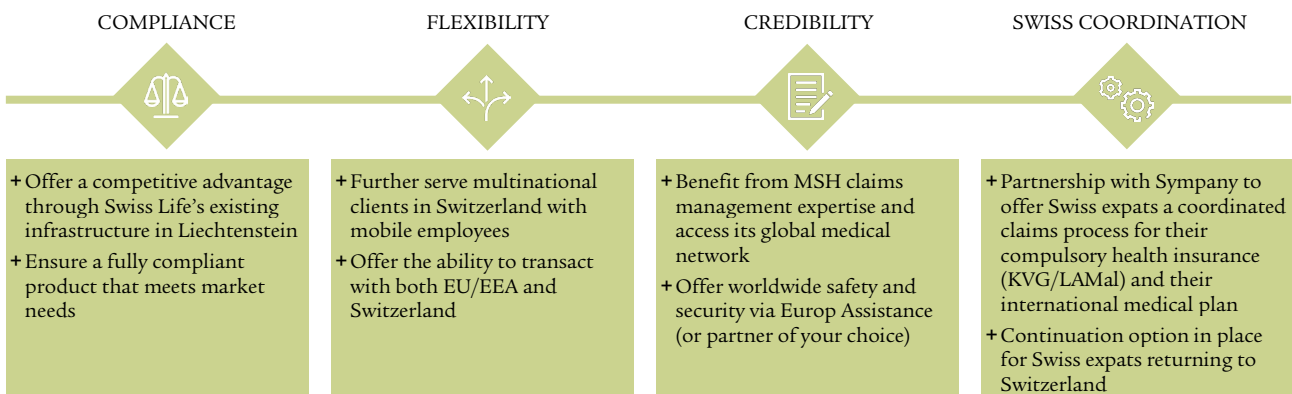 COMPLIANCE
+ Offer a competitive advantage
through Swiss Life’s existing
infrastructure in Liechtenstein
+ Ensure a fully compliant
product that meets market
needs
FLEXIBILITY
+ Further serve multinational
clients in Switzerland with
mobile employees
+ Offer the ability to transact
with both EU/EEA and
Switzerland
CREDIBILITY
+ Benefit from MSH claims
management expertise and
access its global medical
network
+ Offer worldwide safety and
security via Europ Assistance
(or partner of your choice)
SWISS COORDINATION
+ Partnership with Sympany to
offer Swiss expats a coordinated
claims process for their
compulsory health insurance
(KVG/LAMal) and their
international medical plan
+ Continuation option in place
for Swiss expats returning to
Switzerland